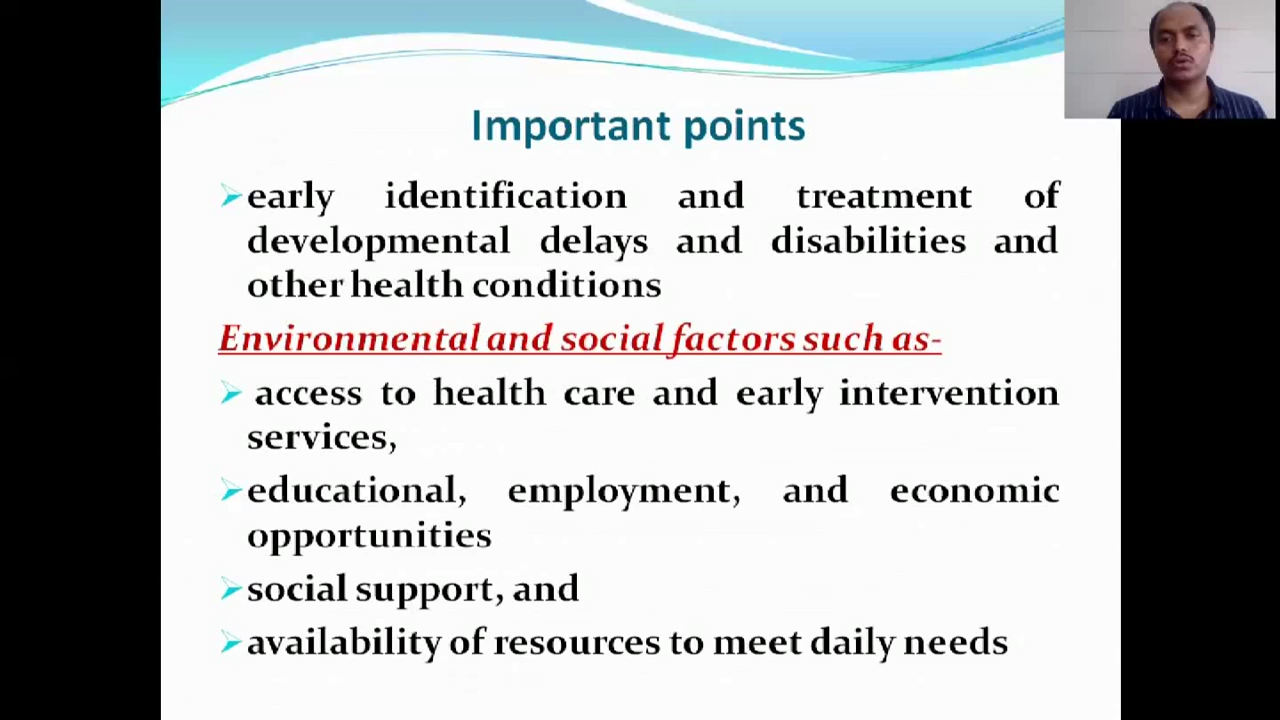 Important points
early identification and treatment of
developmental delays and disabilities and
other health conditions
Environmental and social factors such as-
access to health care and early intervention
services,
educational, employment, and economic
opportunities
social support, and
availability of resources to meet daily needs